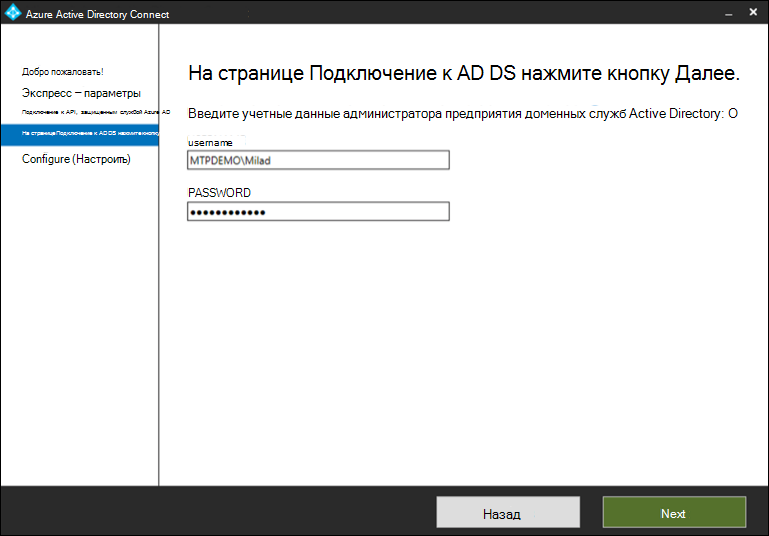 Azure Active Directory Connect
Добро пожаловать!
Экспресс – параметры
Подключение к API, защищенным службой Azure AD
На странице Подключение к AD DS нажмите кнопку
Configure (Настроить)
На странице Подключение к AD DS нажмите кнопку Далее.
Введите учетные данные администратора предприятия доменных служб Active Directory: О
username
MTPDEMO\Milad
PASSWORD
●●●●●●●●●●●●
Назад
Next